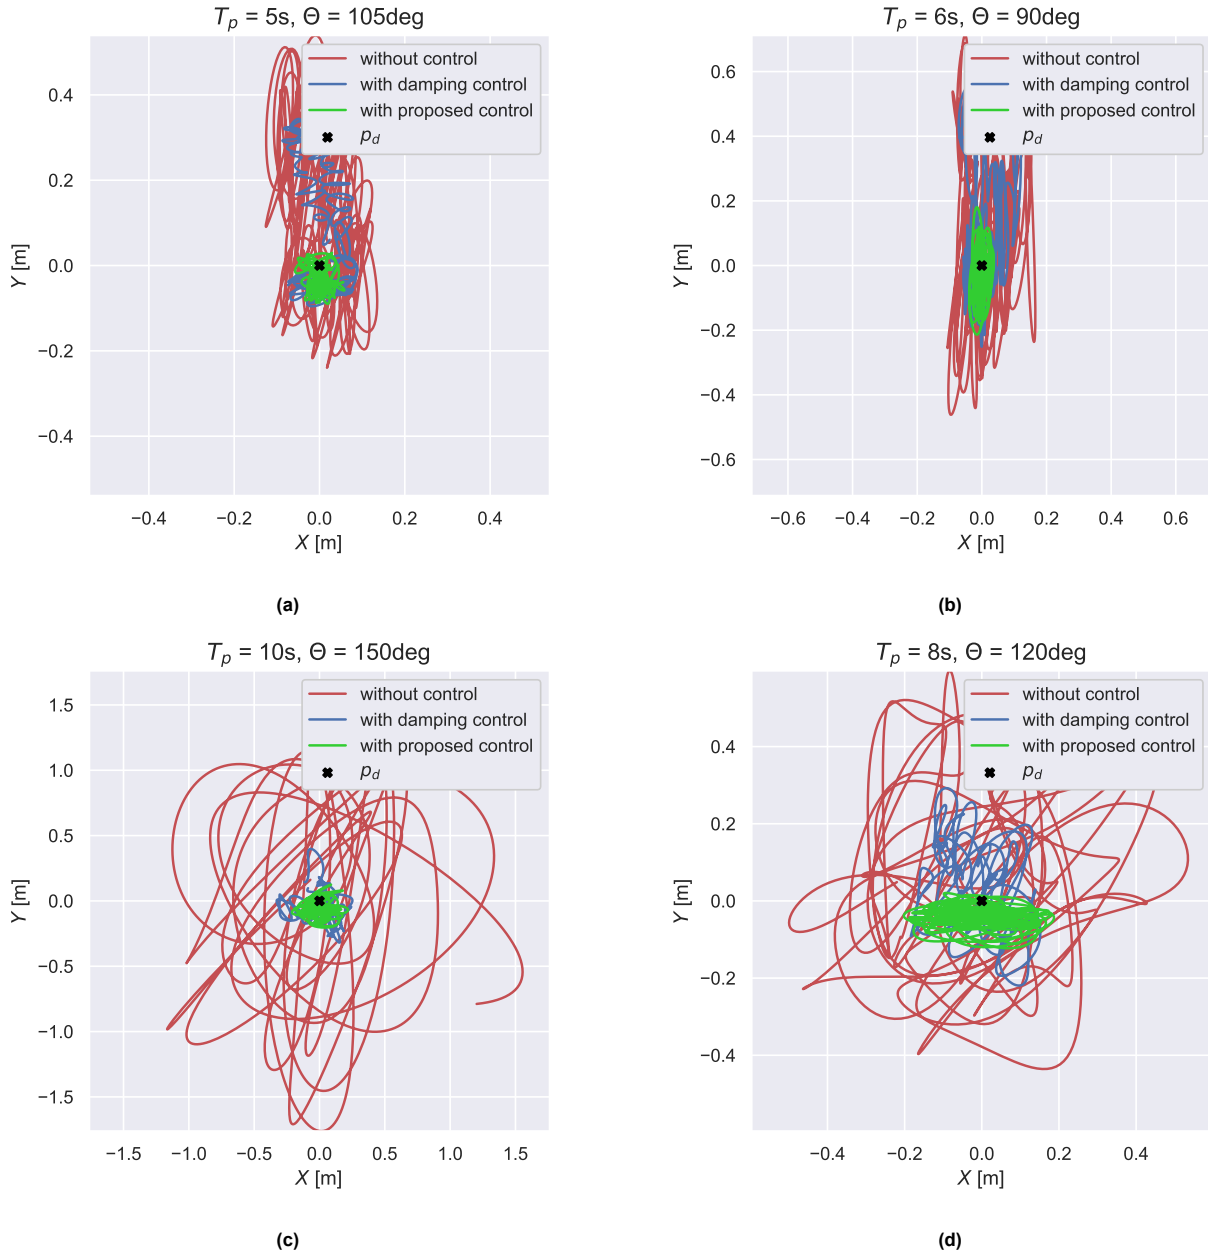 T_p = 5s, Θ = 105deg
without control
with damping control
with proposed control
p_d
Y [m]
0.4
0.2
0.0
−0.2
−0.4
−0.4 −0.2 0.0 0.2 0.4
X [m]
(a)
T_p = 6s, Θ = 90deg
without control
with damping control
with proposed control
p_d
Y [m]
0.6
0.4
0.2
0.0
−0.2
−0.4
−0.6
−0.6 −0.4 −0.2 0.0 0.2 0.4 0.6
X [m]
(b)
T_p = 10s, Θ = 150deg
without control
with damping control
with proposed control
p_d
Y [m]
1.5
1.0
0.5
0.0
−0.5
−1.0
−1.5
−1.5 −1.0 −0.5 0.0 0.5 1.0 1.5
X [m]
(c)
T_p = 8s, Θ = 120deg
without control
with damping control
with proposed control
p_d
Y [m]
0.4
0.2
0.0
−0.2
−0.4
−0.4 −0.2 0.0 0.2 0.4
X [m]
(d)